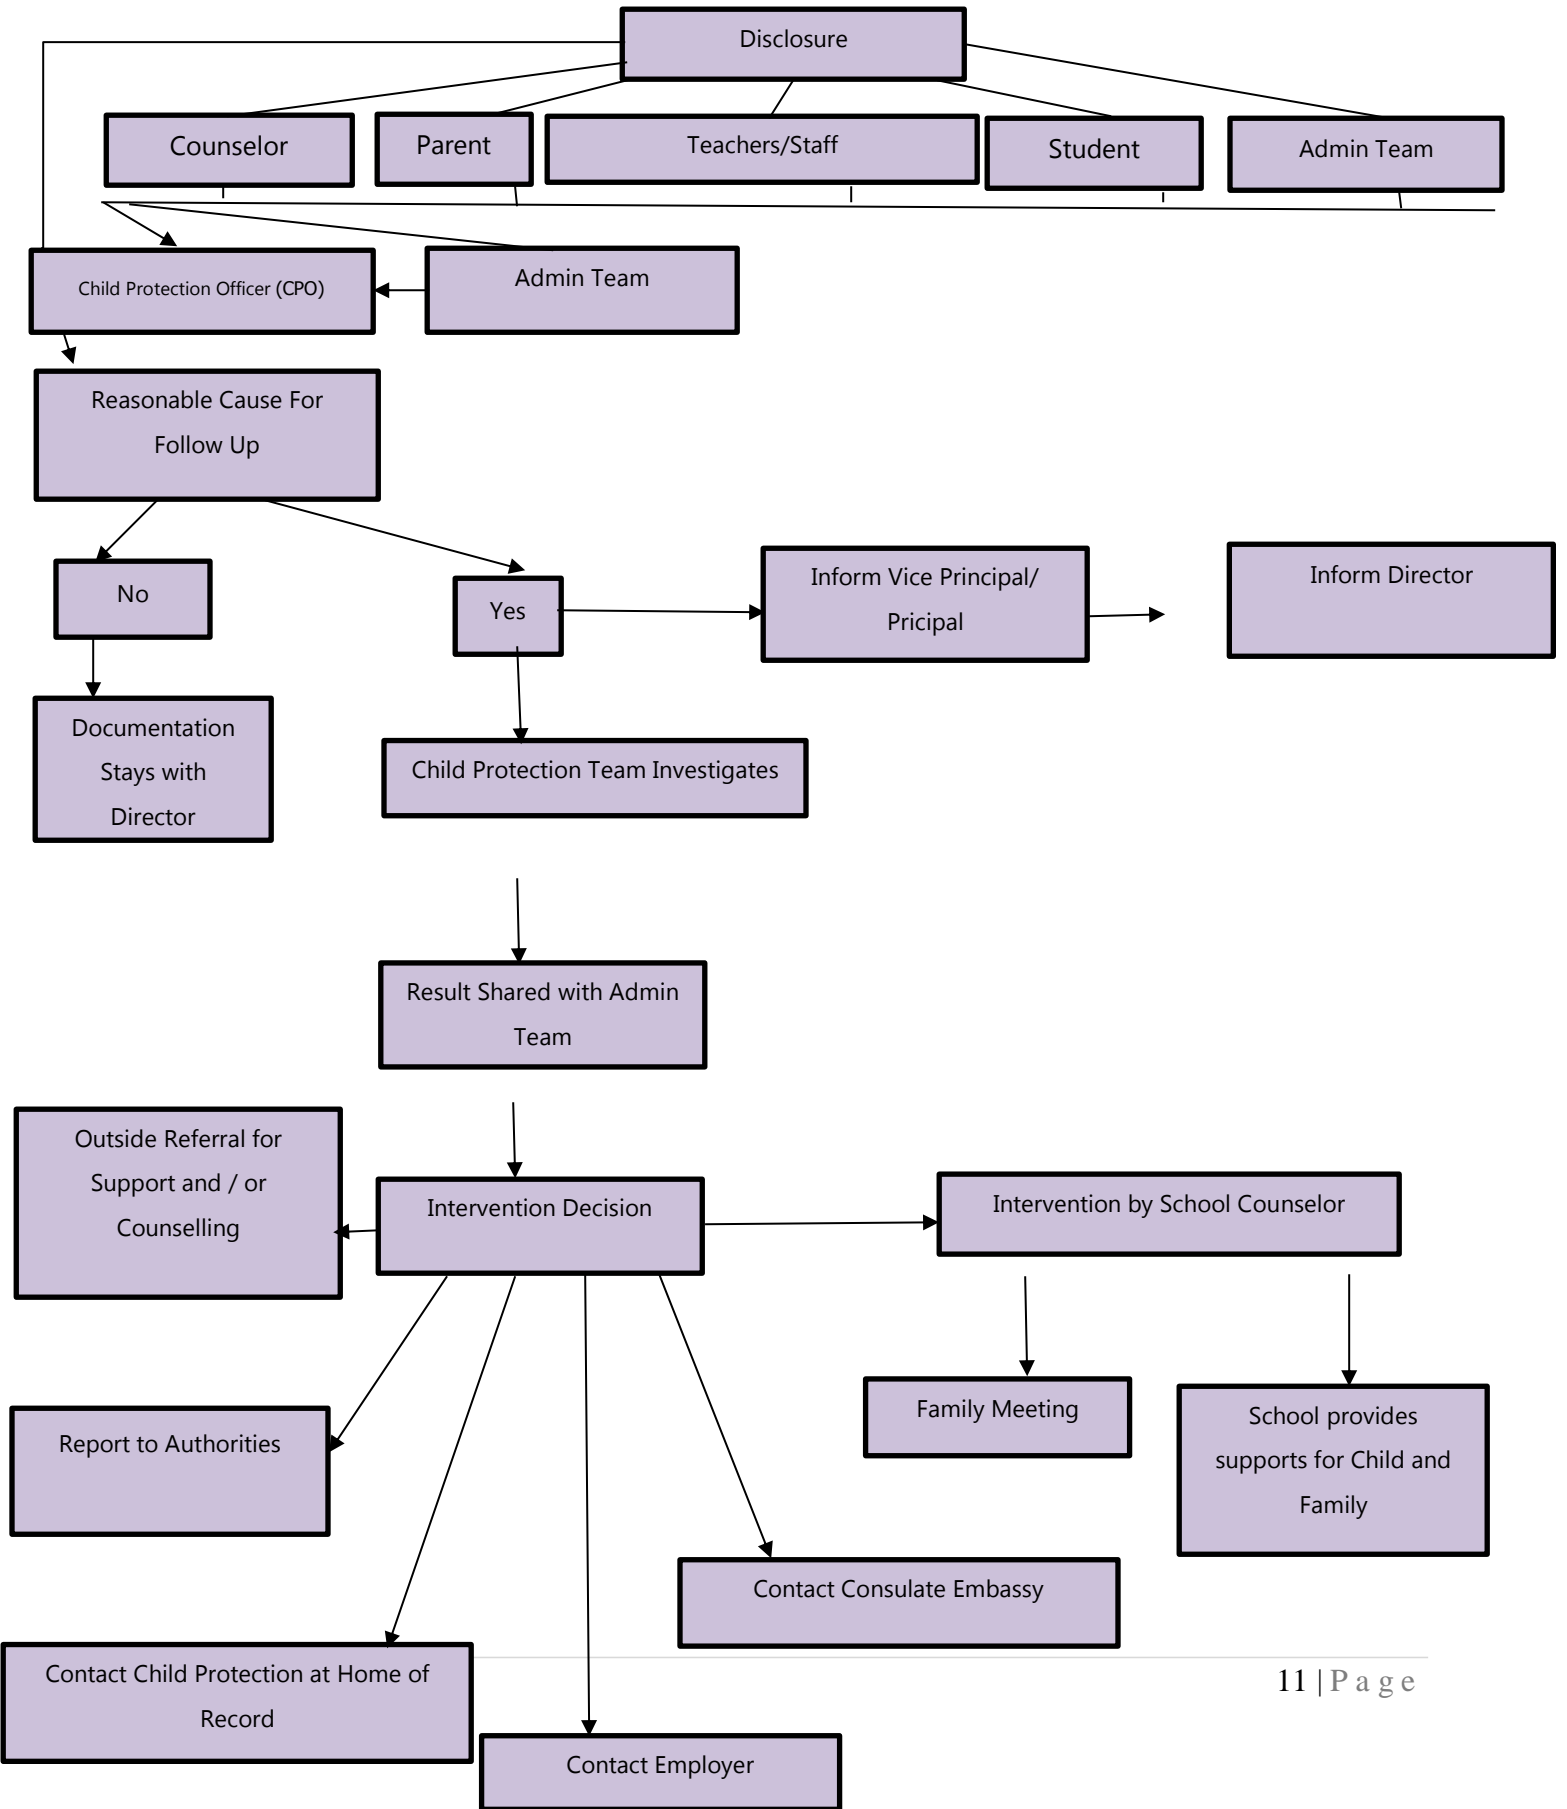 Disclosure
Counselor
Parent
Teachers/Staff
Student
Admin Team
Child Protection Officer (CPO)
Admin Team
Reasonable Cause For
Follow Up
No
Yes
Inform Vice Principal/
Pricipal
Inform Director
Documentation
Stays with
Director
Child Protection Team Investigates
Result Shared with Admin
Team
Outside Referral for
Support and / or
Counselling
Intervention Decision
Intervention by School Counselor
Report to Authorities
Family Meeting
School provides
supports for Child and
Family
Contact Consulate Embassy
Contact Child Protection at Home of
Record
Contact Employer
11 | P a g e